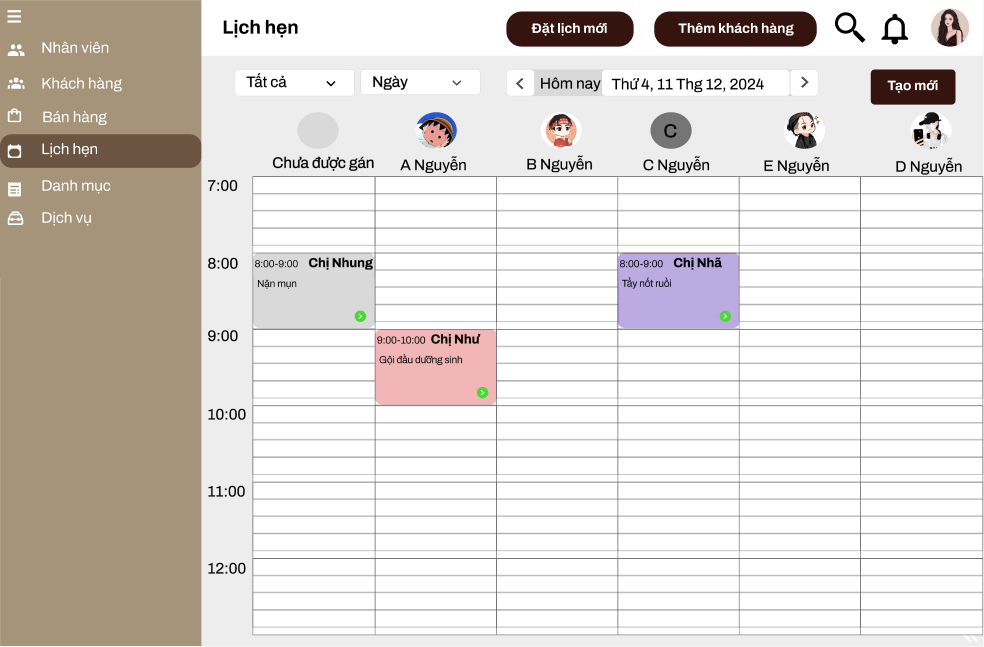 Lịch hẹn
Đặt lịch mới
Thêm khách hàng
Nhân viên
Khách hàng
Bán hàng
Lịch hẹn
Danh mục
Dịch vụ
Tất cả
Ngày
Hôm nay
Thứ 4, 11 Thg 12, 2024
Tạo mới
C
Chưa được gán
A Nguyễn
B Nguyễn
C Nguyễn
E Nguyễn
D Nguyễn
7:00
8:00
8:00-9:00 Chị Nhung
Nặn mụn
8:00-9:00 Chị Nhã
Tẩy nốt ruồi
9:00
9:00-10:00 Chị Như
Gội đầu dưỡng sinh
10:00
11:00
12:00